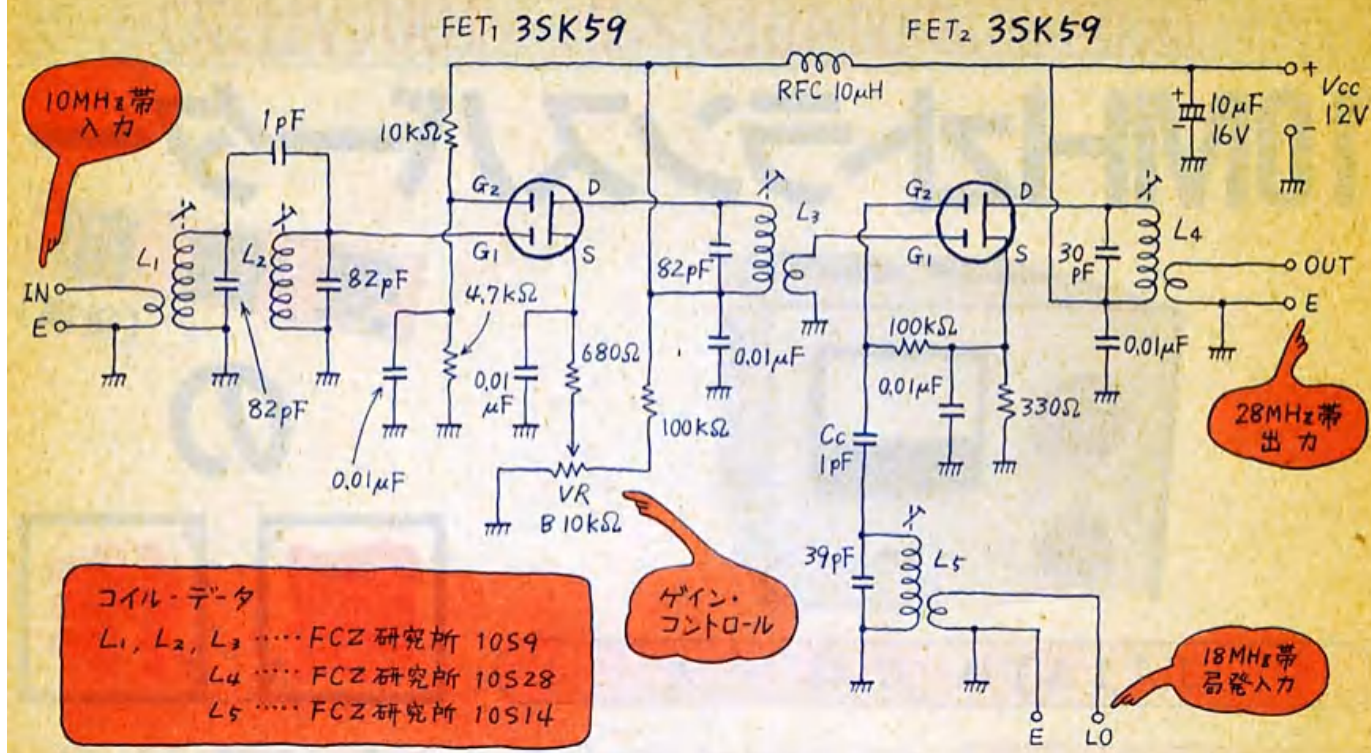 FET1 3SK59
FET2 3SK59
10MHz帯
入力
1pF
10kΩ
RFC 10μH
+
10μF
16V
-
+
Vcc
12V
-
G2
D
G1
S
L1
L2
82pF
82pF
4.7kΩ
680Ω
0.01
μF
0.01μF
IN
E
82pF
L3
0.01μF
100kΩ
VR
B10kΩ
ゲイン・
コントロール
G2
D
G1
S
100kΩ
0.01μF
330Ω
Cc
1pF
39pF
L5
30
pF
L4
0.01μF
OUT
E
28MHz帯
出力
18MHz帯
局発入力
E
LO
コイル・データ
L1, L2, L3 ····· FCZ研究所 10S9
L4 ····· FCZ研究所 10S28
L5 ····· FCZ研究所 10S14